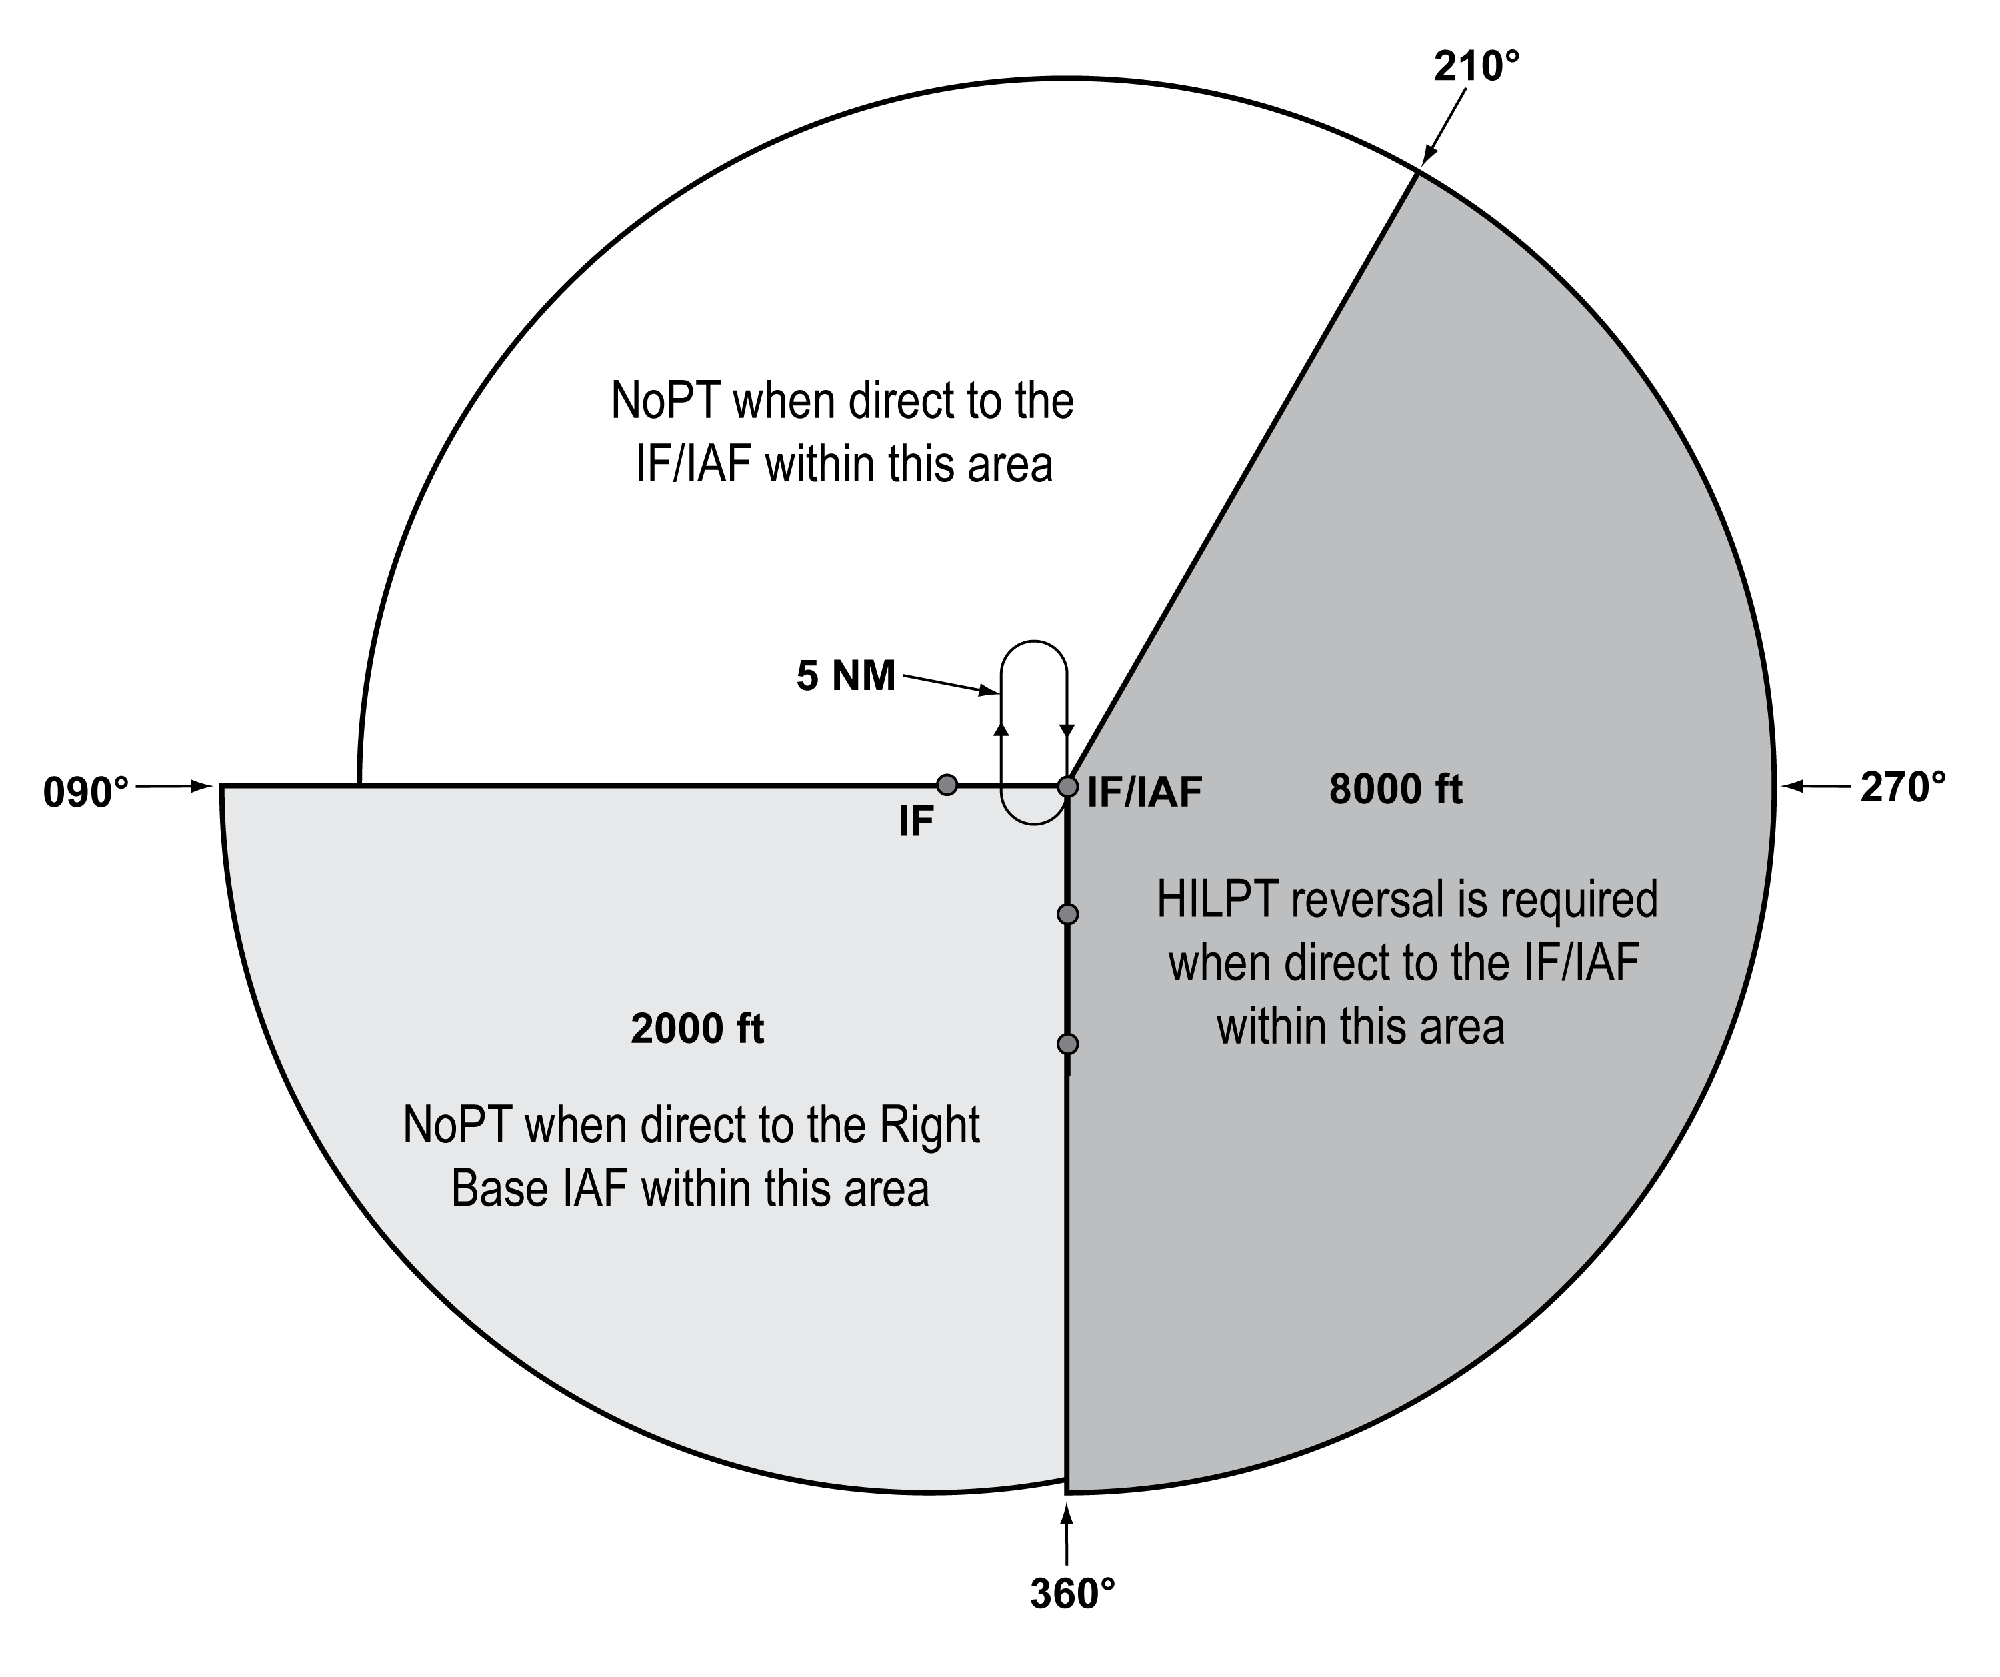 210°
NoPT when direct to the
IF/IAF within this area
5 NM
090°
IF
IF/IAF
8000 ft
270°
HILPT reversal is required
when direct to the IF/IAF
within this area
2000 ft
NoPT when direct to the Right
Base IAF within this area
360°